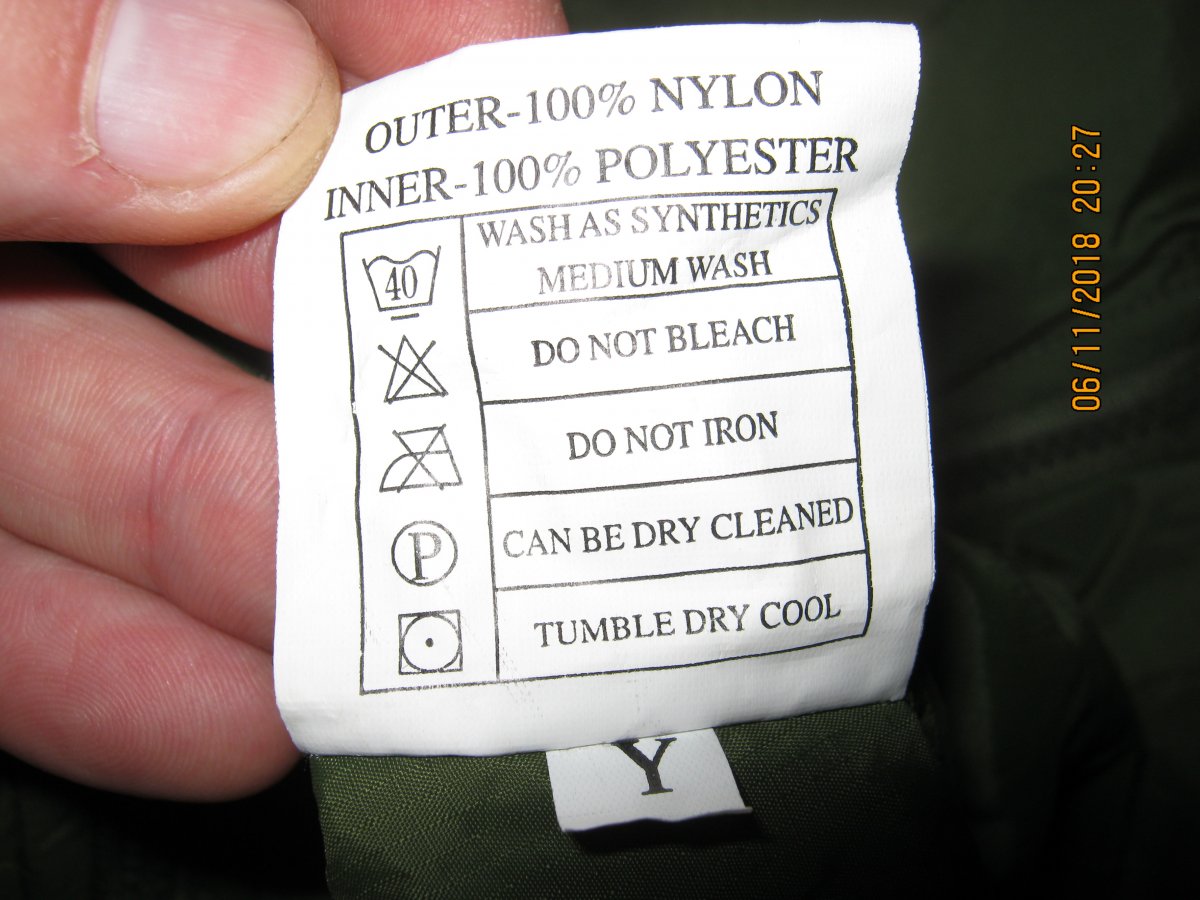 OUTER-100% NYLON
INNER-100% POLYESTER
40
WASH AS SYNTHETICS
MEDIUM WASH
DO NOT BLEACH
DO NOT IRON
P
CAN BE DRY CLEANED
TUMBLE DRY COOL
Y
06/11/2018 20:27